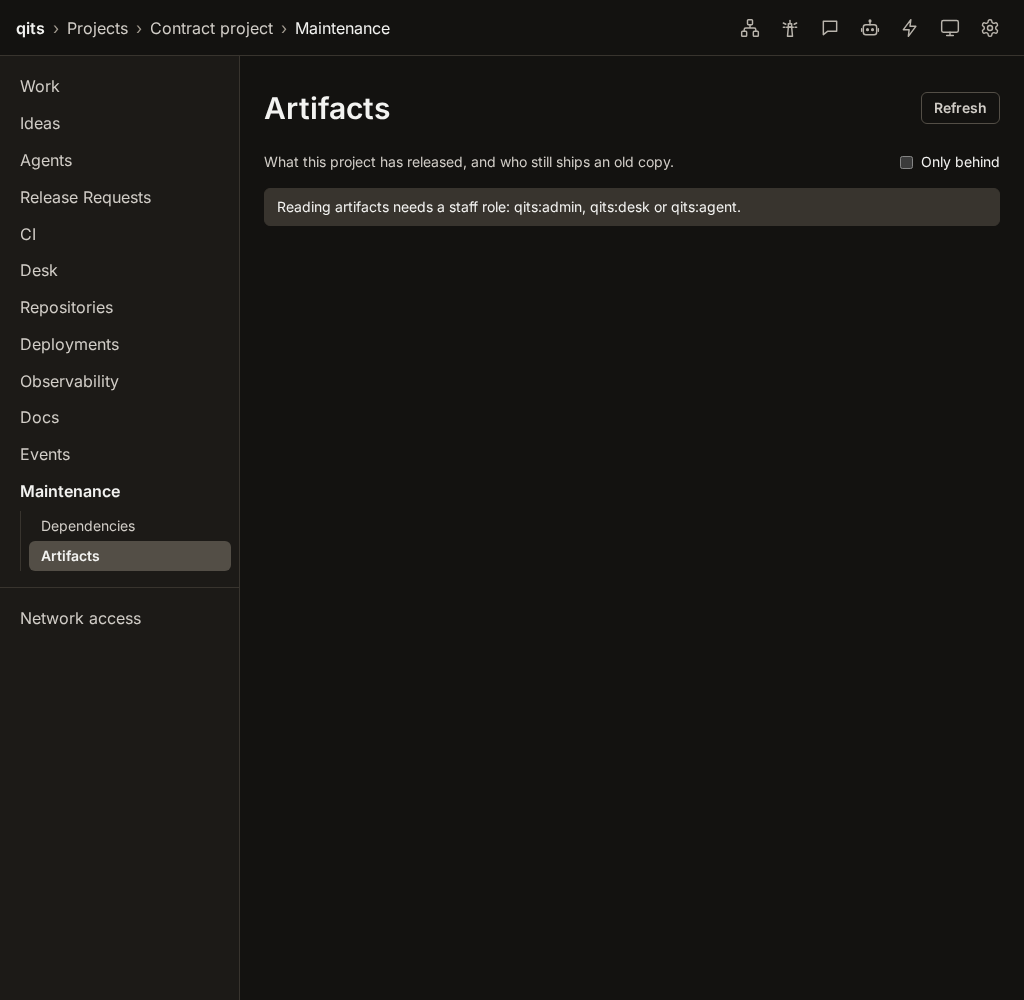 qits › Projects › Contract project › Maintenance
Work
Ideas
Agents
Release Requests
CI
Desk
Repositories
Deployments
Observability
Docs
Events
Maintenance
Dependencies
Artifacts
Network access
Artifacts
Refresh
What this project has released, and who still ships an old copy.
Only behind
Reading artifacts needs a staff role: qits:admin, qits:desk or qits:agent.